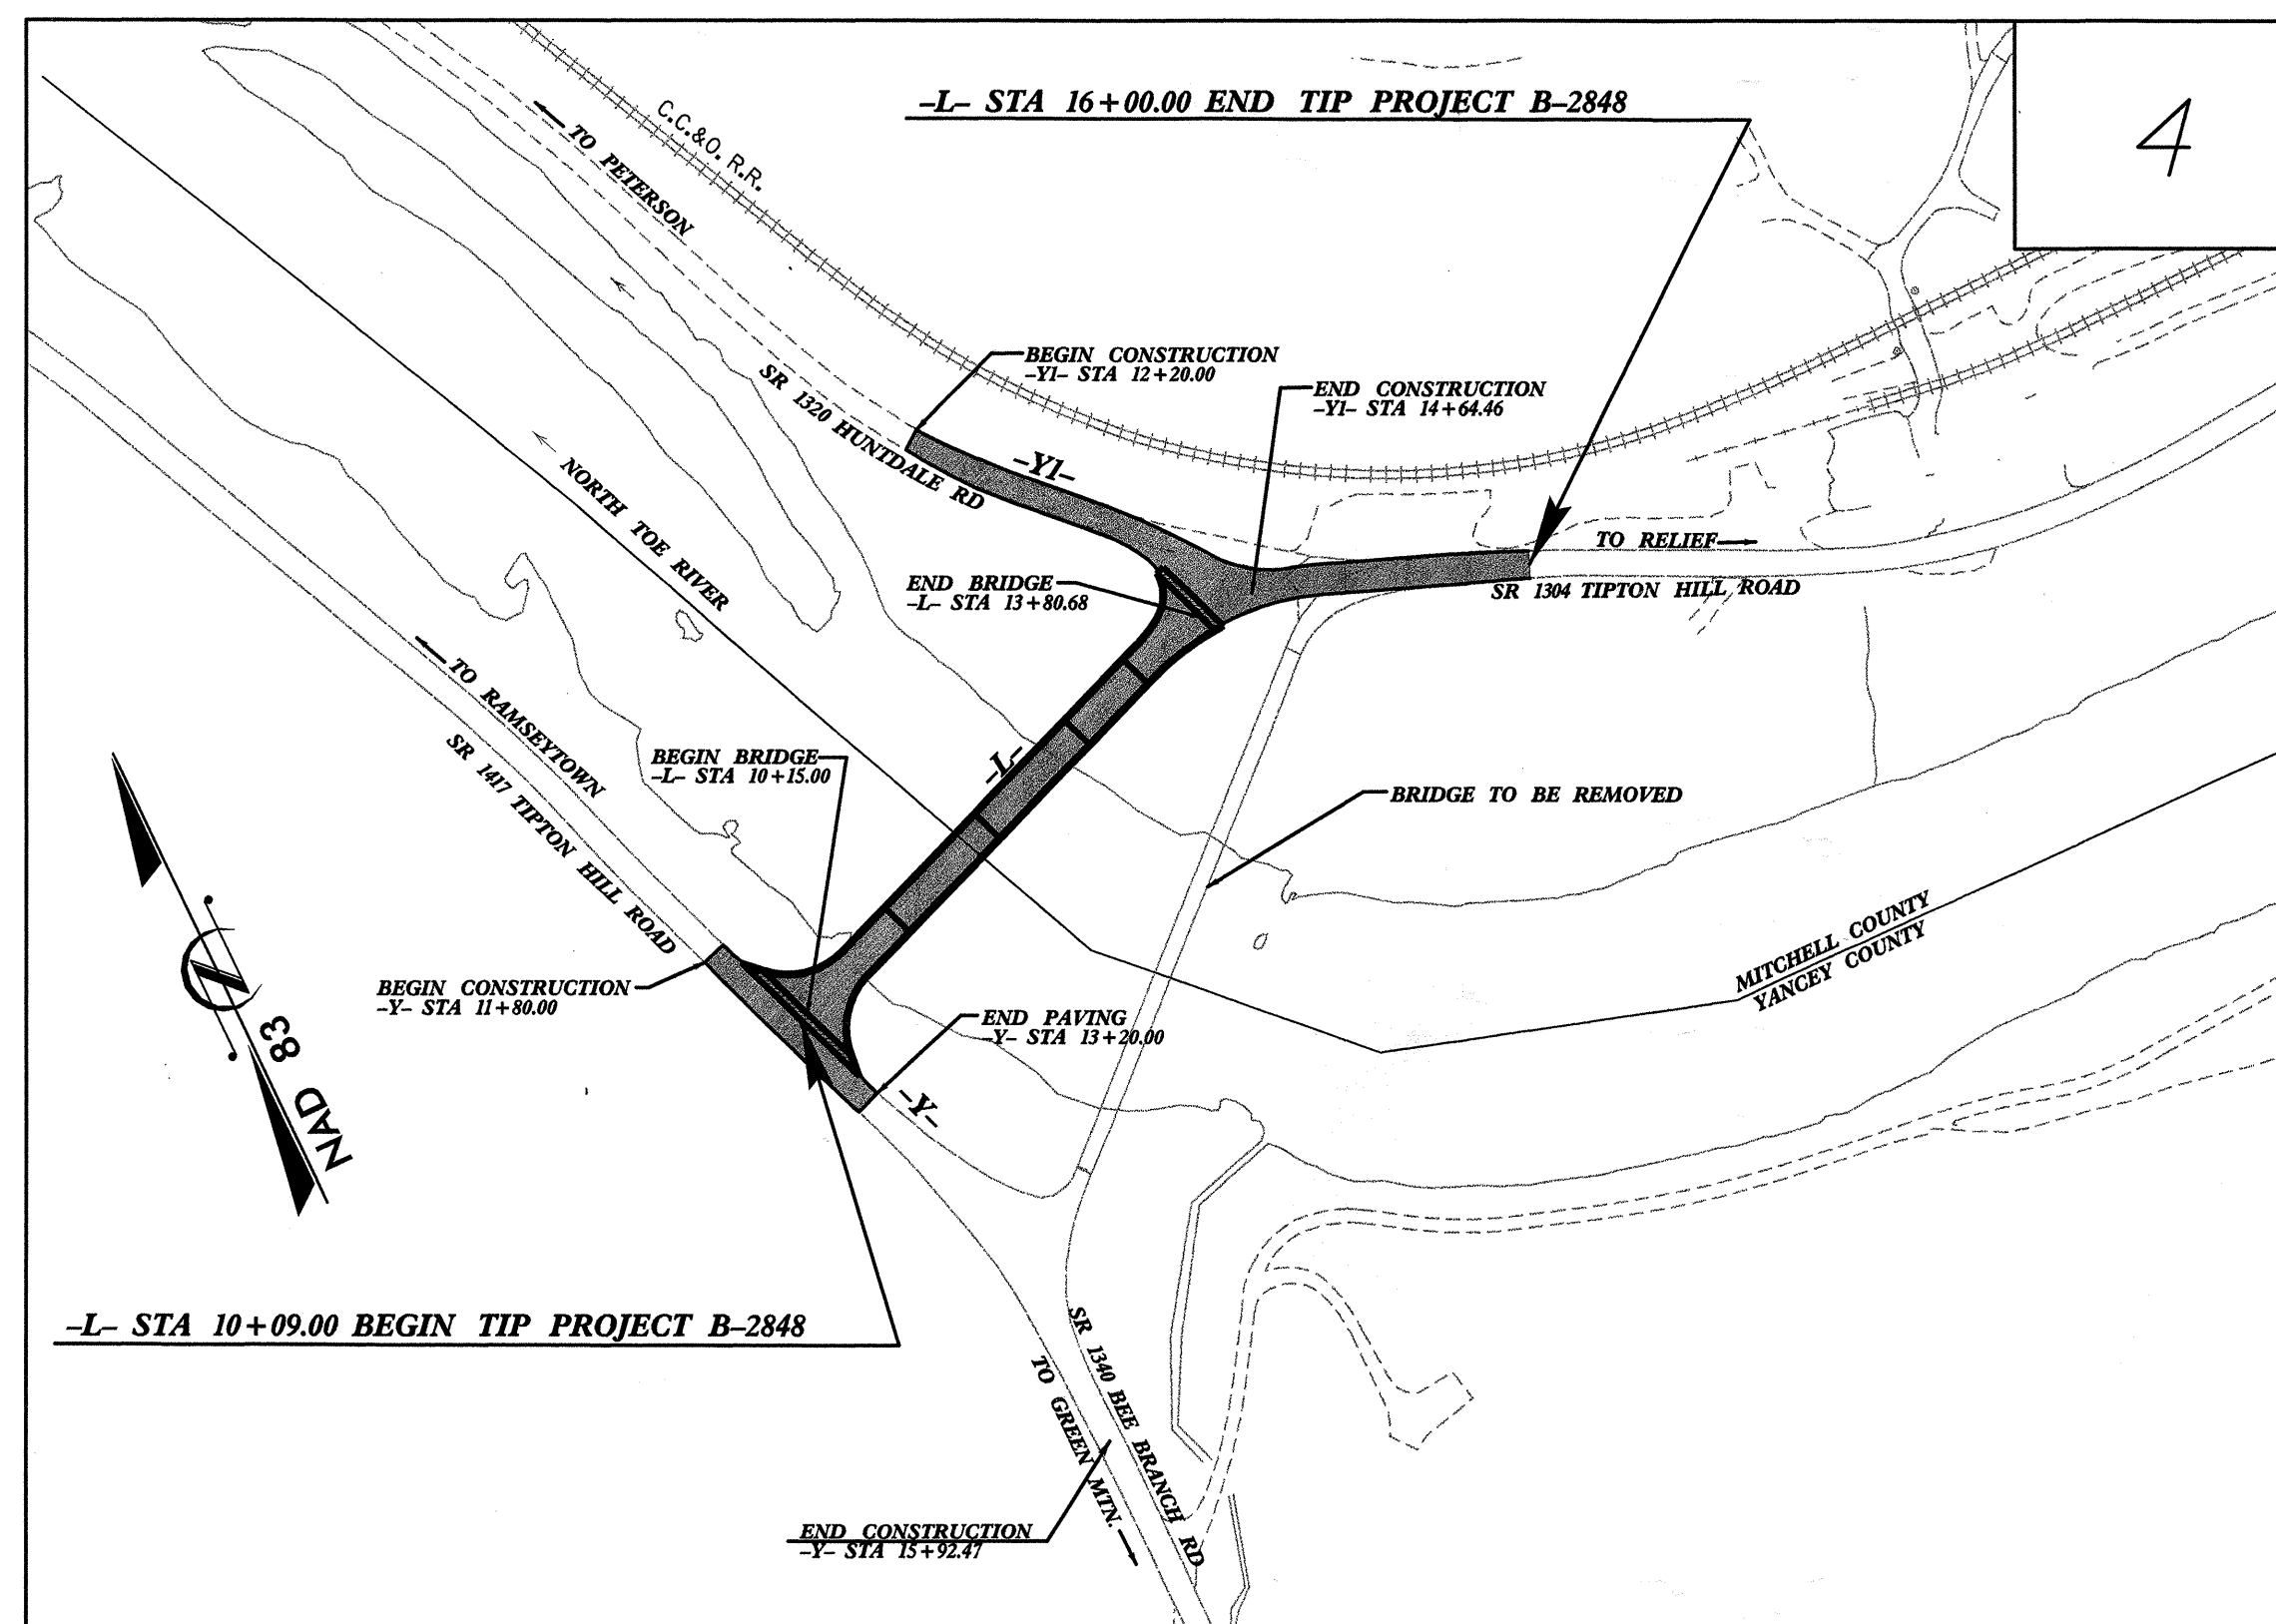 -L- STA 16+00.00 END TIP PROJECT B-2848
4
C.C.&O. R.R.
TO PETERSON
BEGIN CONSTRUCTION
-Y1- STA 12+20.00
END CONSTRUCTION
-Y1- STA 14+64.46
SR 1320 HUNTDALE RD
-Y1-
NORTH TOE RIVER
TO RELIEF
SR 1304 TIPTON HILL ROAD
END BRIDGE
-L- STA 13+80.68
TO RAMSEYTOWN
SR 1417 TIPTON HILL ROAD
BEGIN BRIDGE
-L- STA 10+15.00
-L-
BRIDGE TO BE REMOVED
MITCHELL COUNTY
YANCEY COUNTY
BEGIN CONSTRUCTION
-Y- STA 11+80.00
END PAVING
-Y- STA 13+20.00
-Y-
N
NAD 83
-L- STA 10+09.00 BEGIN TIP PROJECT B-2848
SR 1340 BEE BRANCH RD
TO GREEN MTN.
END CONSTRUCTION
-Y- STA 15+92.47